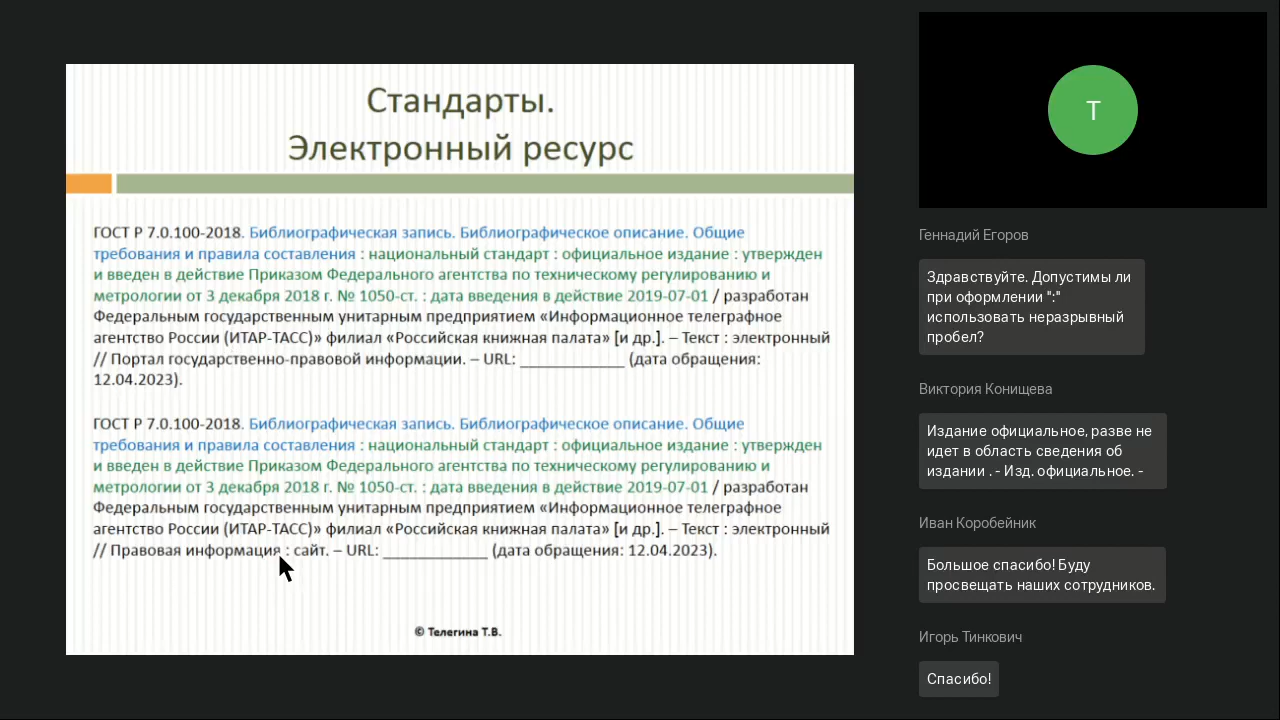 Стандарты.
Электронный ресурс
ГОСТ Р 7.0.100-2018. Библиографическая запись. Библиографическое описание. Общие
требования и правила составления : национальный стандарт : официальное издание : утвержден
и введен в действие Приказом Федерального агентства по техническому регулированию и
метрологии от 3 декабря 2018 г. № 1050-ст. : дата введения в действие 2019-07-01 / разработан
Федеральным государственным унитарным предприятием «Информационное телеграфное
агентство России (ИТАР-ТАСС)» филиал «Российская книжная палата» [и др.]. – Текст : электронный
// Портал государственно-правовой информации. – URL: ____________ (дата обращения:
12.04.2023).
ГОСТ Р 7.0.100-2018. Библиографическая запись. Библиографическое описание. Общие
требования и правила составления : национальный стандарт : официальное издание : утвержден
и введен в действие Приказом Федерального агентства по техническому регулированию и
метрологии от 3 декабря 2018 г. № 1050-ст. : дата введения в действие 2019-07-01 / разработан
Федеральным государственным унитарным предприятием «Информационное телеграфное
агентство России (ИТАР-ТАСС)» филиал «Российская книжная палата» [и др.]. – Текст : электронный
// Правовая информация : сайт. – URL: ____________ (дата обращения: 12.04.2023).
© Телегина Т.В.
Т
Геннадий Егоров
Здравствуйте. Допустимы ли
при оформлении ":"
использовать неразрывный
пробел?
Виктория Конищева
Издание официальное, разве не
идет в область сведения об
издании . - Изд. официальное. -
Иван Коробейник
Большое спасибо! Буду
просвещать наших сотрудников.
Игорь Тинкович
Спасибо!